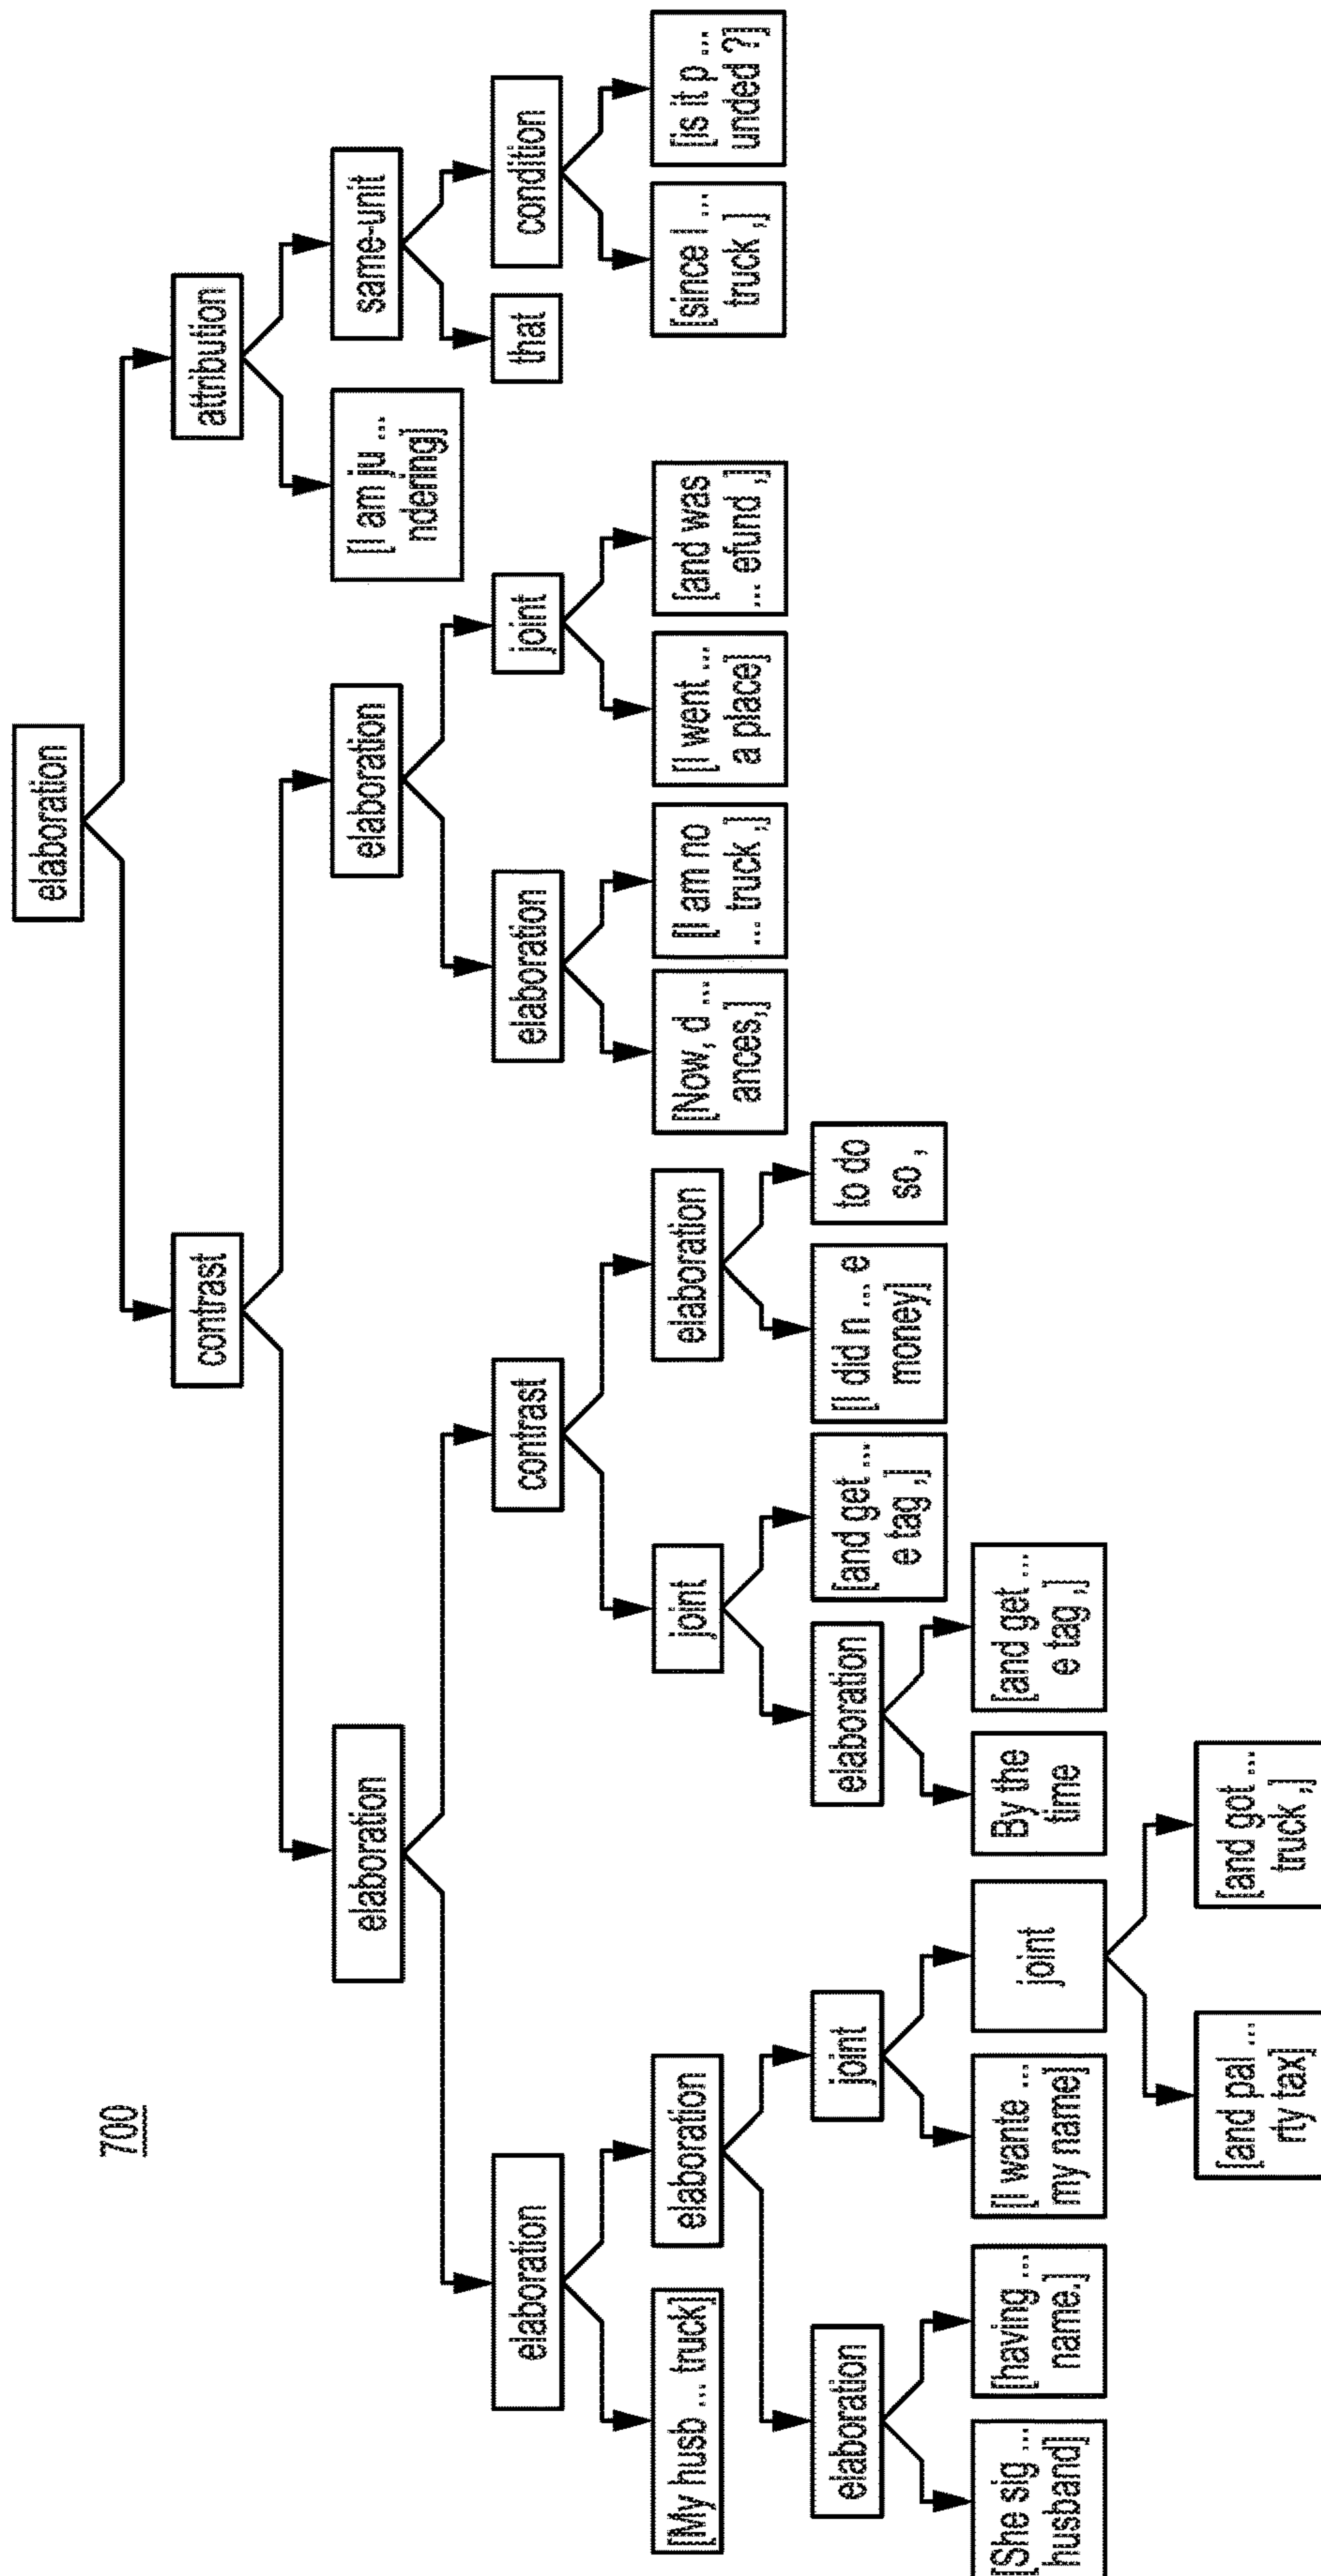 700
elaboration
contrast
attribution
elaboration
elaboration
[I am ju ...
ndering]
same-unit
elaboration
contrast
elaboration
joint
that
condition
[My husb ... truck]
elaboration
joint
elaboration
[Now, d ...
ances,]
[I am no
... truck ,]
[I went ...
a place]
[and was
... efund ,]
[since I ...
truck ,]
[is it p ...
unded ?]
elaboration
joint
elaboration
[and get ...
e tag ,]
[I did n ... e
money]
to do
so ,
[She sig ...
husband]
[having ...
name.]
[I wante ...
my name]
joint
By the
time
[and get ...
e tag ,]
[and pal ...
rty tax]
[and got ...
truck ,]